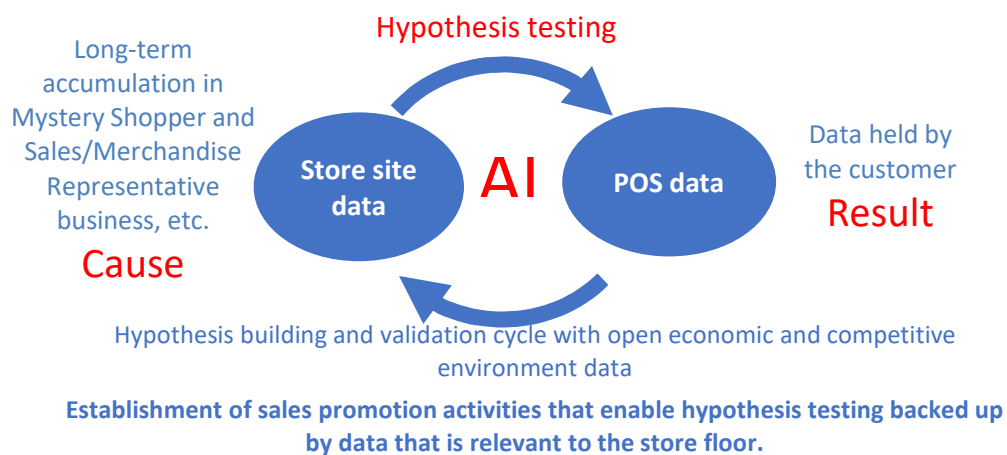 Hypothesis testing
Long-term
accumulation in
Mystery Shopper and
Sales/Merchandise
Representative
business, etc.
Cause
Store site
data
AI
POS data
Data held by
the customer
Result
Hypothesis building and validation cycle with open economic and competitive
environment data
Establishment of sales promotion activities that enable hypothesis testing backed up
by data that is relevant to the store floor.